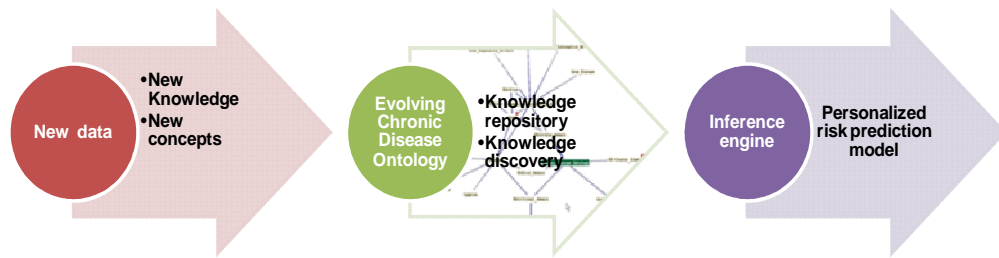 New data
•New
Knowledge
•New
concepts
Evolving
Chronic
Disease
Ontology
•Knowledge
repository
•Knowledge
discovery
Inference
engine
Personalized
risk prediction
model